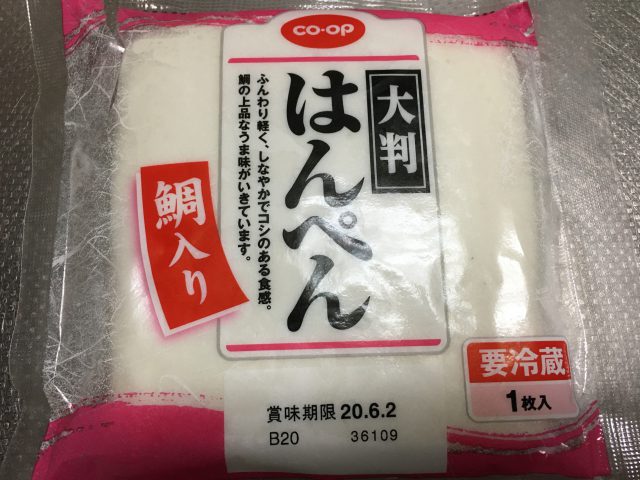 co·op
大判
はんぺん
ふんわり軽く、しなやかでコシのある食感。
鯛の上品なうま味がいきています。
鯛入り
要冷蔵
1枚入
賞味期限 20.6.2
B20 36109